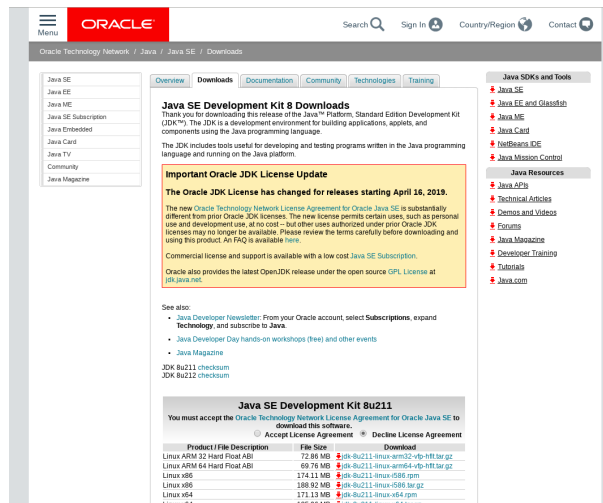 Menu
ORACLE
Search
Sign In
Country/Region
Contact
Oracle Technology Network / Java / Java SE / Downloads
Java SE
Java EE
Java ME
Java SE Subscription
Java Embedded
Java Card
Java TV
Community
Java Magazine
Overview Downloads Documentation Community Technologies Training
Java SE Development Kit 8 Downloads
Thank you for downloading this release of the Java™ Platform, Standard Edition Development Kit
(JDK™). The JDK is a development environment for building applications, applets, and
components using the Java programming language.
The JDK includes tools useful for developing and testing programs written in the Java programming
language and running on the Java platform.
Important Oracle JDK License Update
The Oracle JDK License has changed for releases starting April 16, 2019.
The new Oracle Technology Network License Agreement for Oracle Java SE is substantially
different from prior Oracle JDK licenses. The new license permits certain uses, such as personal
use and development use, at no cost -- but other uses authorized under prior Oracle JDK
licenses may no longer be available. Please review the terms carefully before downloading and
using this product. An FAQ is available here.
Commercial license and support is available with a low cost Java SE Subscription.
Oracle also provides the latest OpenJDK release under the open source GPL License at
jdk.java.net.
See also:
• Java Developer Newsletter: From your Oracle account, select Subscriptions, expand
Technology, and subscribe to Java.
• Java Developer Day hands-on workshops (free) and other events
• Java Magazine
JDK 8u211 checksum
JDK 8u212 checksum
Java SE Development Kit 8u211
You must accept the Oracle Technology Network License Agreement for Oracle Java SE to
download this software.
Accept License Agreement Decline License Agreement
Product / File Description File Size Download
Linux ARM 32 Hard Float ABI 72.86 MB jdk-8u211-linux-arm32-vfp-hflt.tar.gz
Linux ARM 64 Hard Float ABI 69.76 MB jdk-8u211-linux-arm64-vfp-hflt.tar.gz
Linux x86 174.11 MB jdk-8u211-linux-i586.rpm
Linux x86 188.92 MB jdk-8u211-linux-i586.tar.gz
Linux x64 171.13 MB jdk-8u211-linux-x64.rpm
Java SDKs and Tools
Java SE
Java EE and Glassfish
Java ME
Java Card
NetBeans IDE
Java Mission Control
Java Resources
Java APIs
Technical Articles
Demos and Videos
Forums
Java Magazine
Developer Training
Tutorials
Java.com